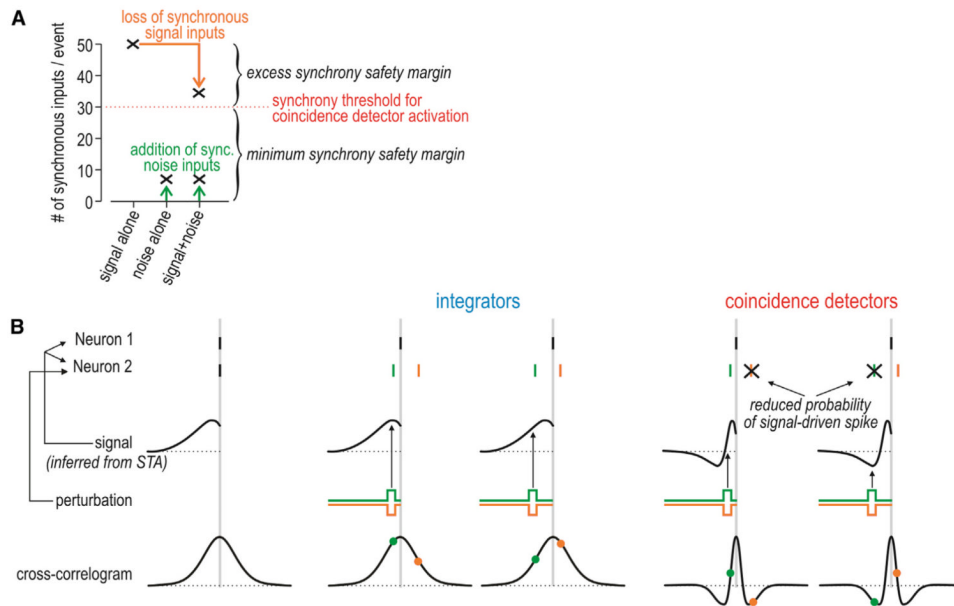 A
loss of synchronous
signal inputs
# of synchronous inputs / event
50
40
30
20
10
0
excess synchrony safety margin
synchrony threshold for
coincidence detector activation
addition of sync.
noise inputs
minimum synchrony safety margin
signal alone
noise alone
signal+noise
integrators
coincidence detectors
B
Neuron 1
Neuron 2
reduced probability
of signal-driven spike
signal
(inferred from STA)
perturbation
cross-correlogram